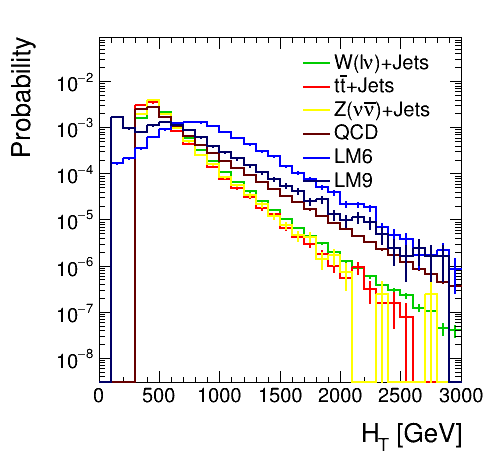 Probability
10⁻²
10⁻³
10⁻⁴
10⁻⁵
10⁻⁶
10⁻⁷
10⁻⁸
W(lν)+Jets
tt̄+Jets
Z(νν̄)+Jets
QCD
LM6
LM9
0 500 1000 1500 2000 2500 3000
H_T [GeV]